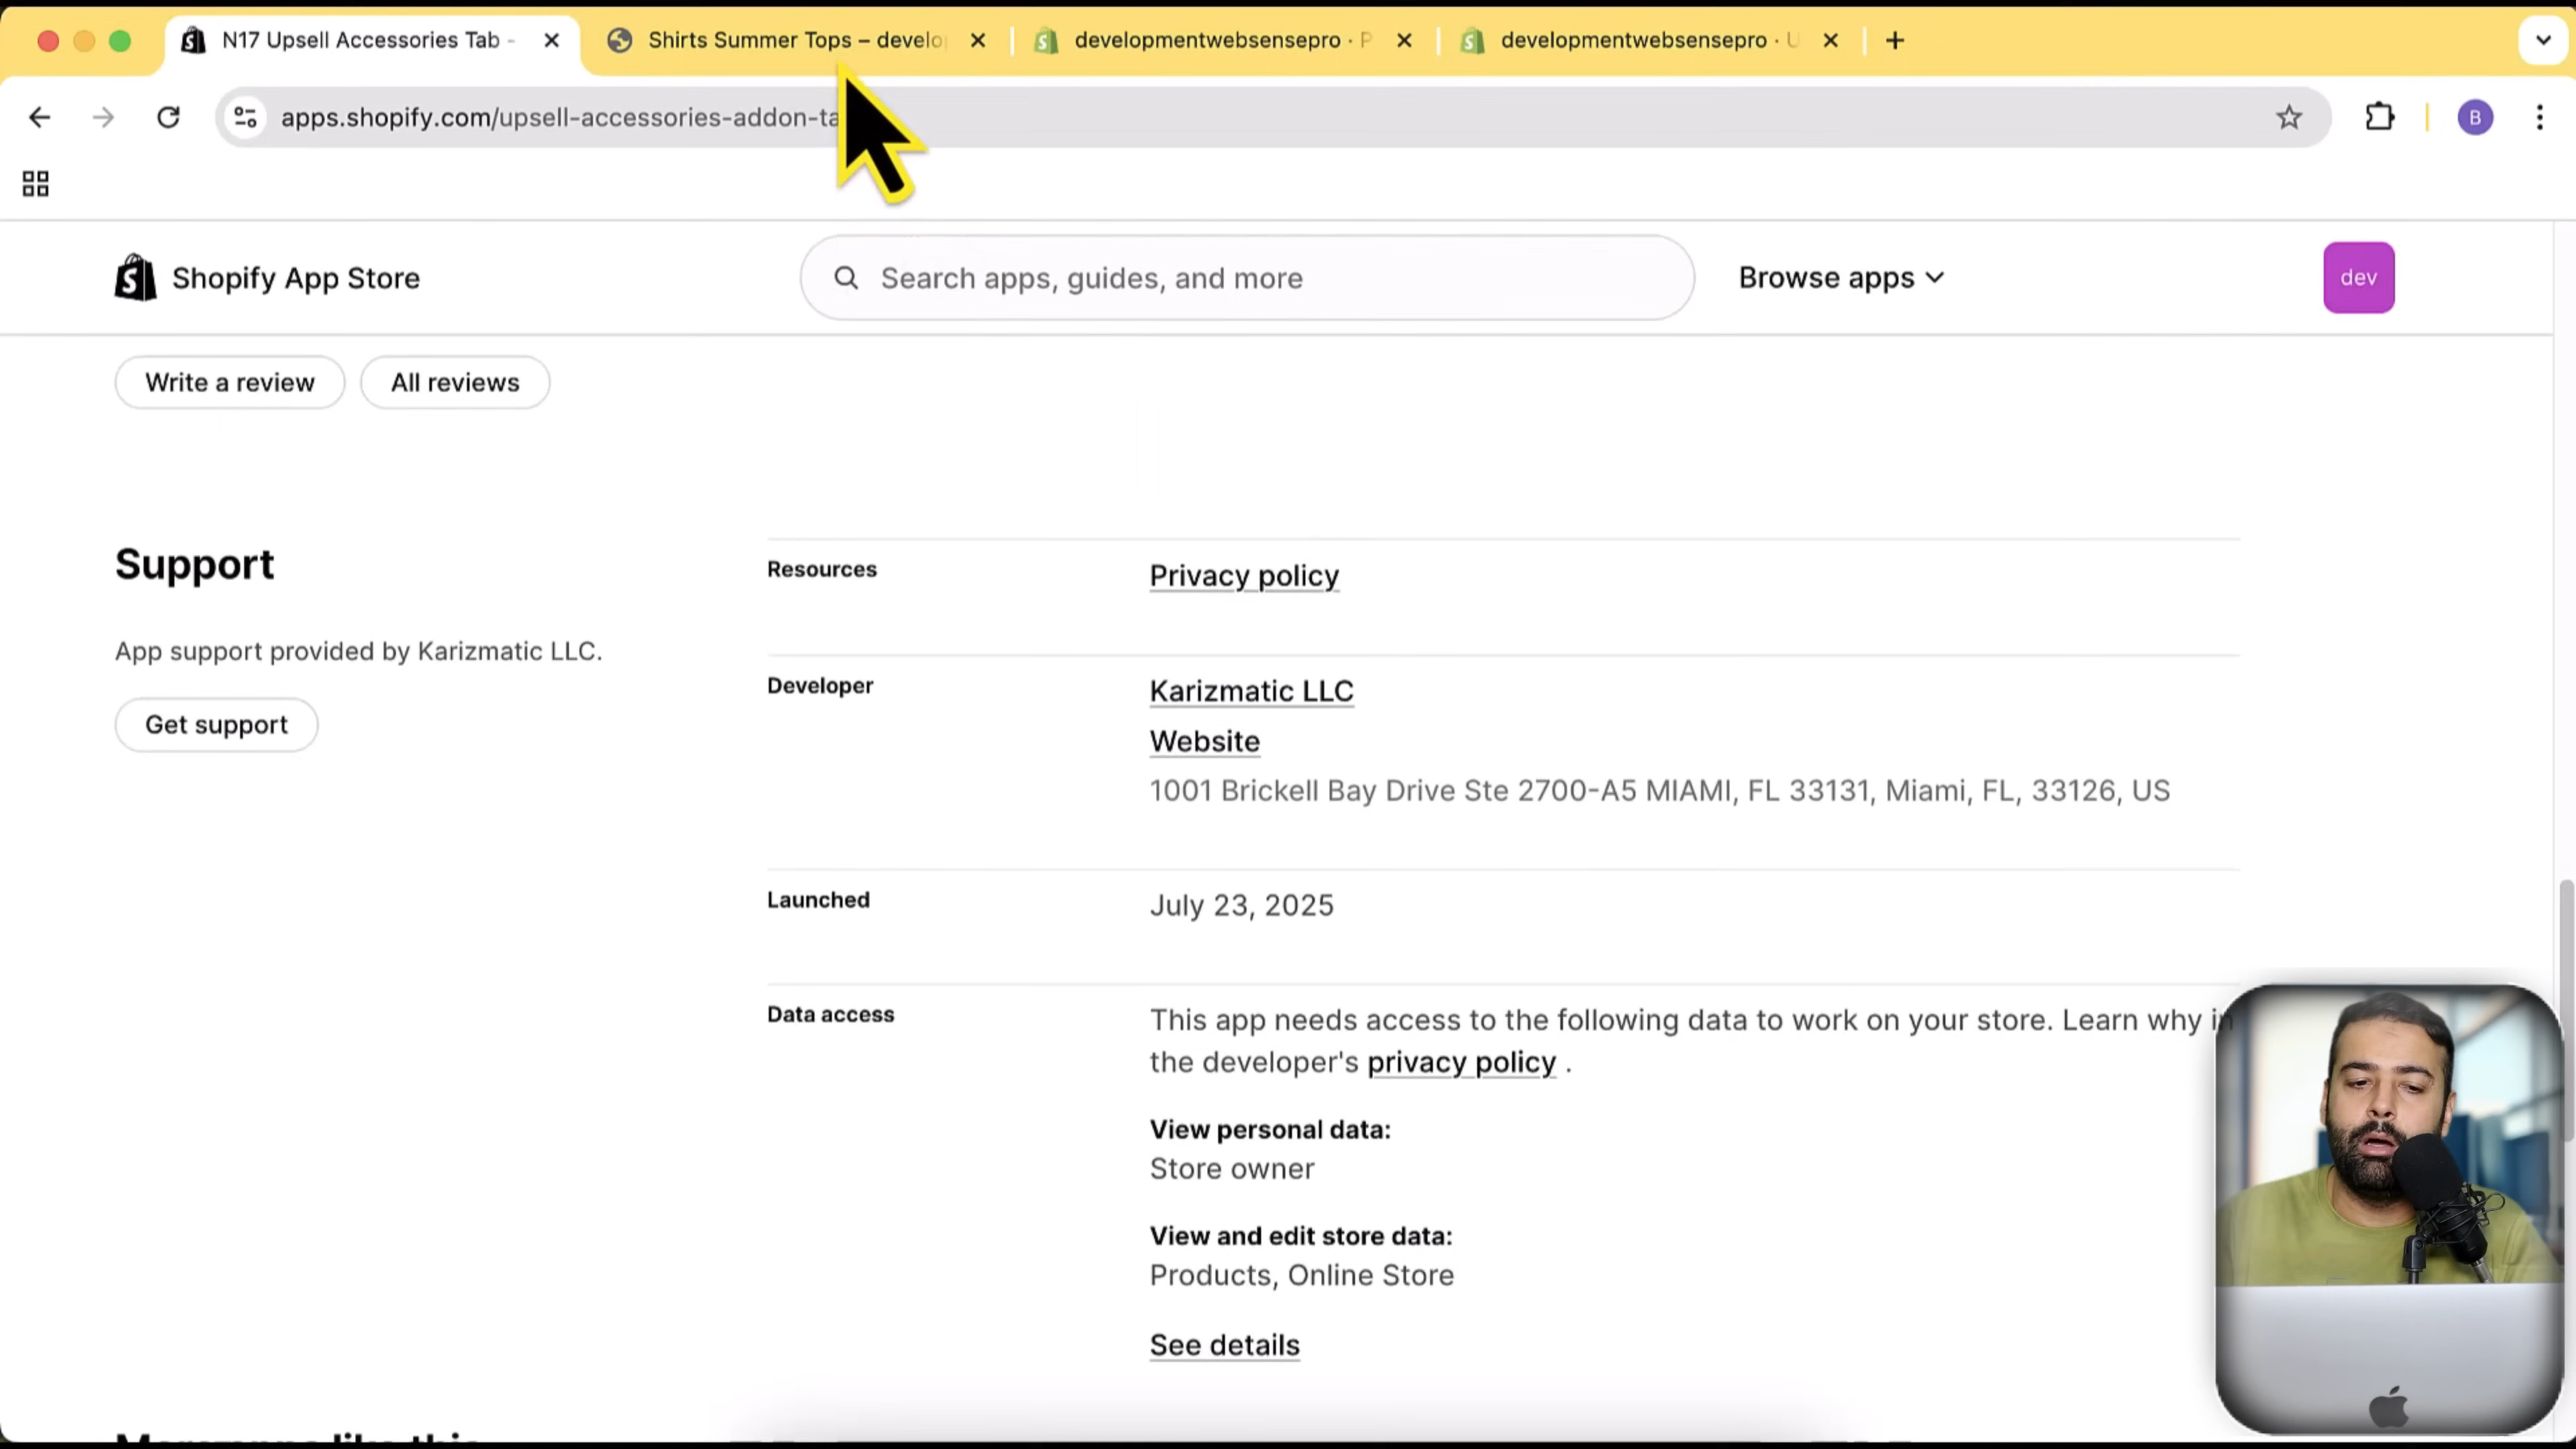 N17 Upsell Accessories Tab -
Shirts Summer Tops – develo
developmentwebsensepro · P
developmentwebsensepro · U
apps.shopify.com/upsell-accessories-addon-ta
B
Shopify App Store
Search apps, guides, and more
Browse apps
dev
Write a review
All reviews
Support
App support provided by Karizmatic LLC.
Get support
Resources
Privacy policy
Developer
Karizmatic LLC
Website
1001 Brickell Bay Drive Ste 2700-A5 MIAMI, FL 33131, Miami, FL, 33126, US
Launched
July 23, 2025
Data access
This app needs access to the following data to work on your store. Learn why in
the developer's privacy policy .
View personal data:
Store owner
View and edit store data:
Products, Online Store
See details